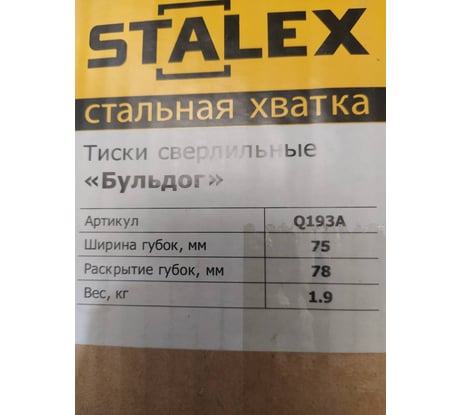 STALEX
стальная хватка
Тиски сверлильные
«Бульдог»
Артикул Q193A
Ширина губок, мм 75
Раскрытие губок, мм 78
Вес, кг 1.9